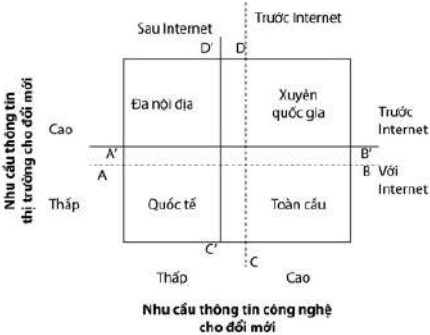 Trước Internet
Sau Internet
D' D
Đa nội địa
Xuyên
quốc gia
Cao
Trước
Internet
A' B'
A B Với
Internet
Thấp
Quốc tế
Toàn cầu
C'
C
Thấp Cao
Nhu cầu thông tin
thị trường cho đổi mới
Nhu cầu thông tin công nghệ
cho đổi mới